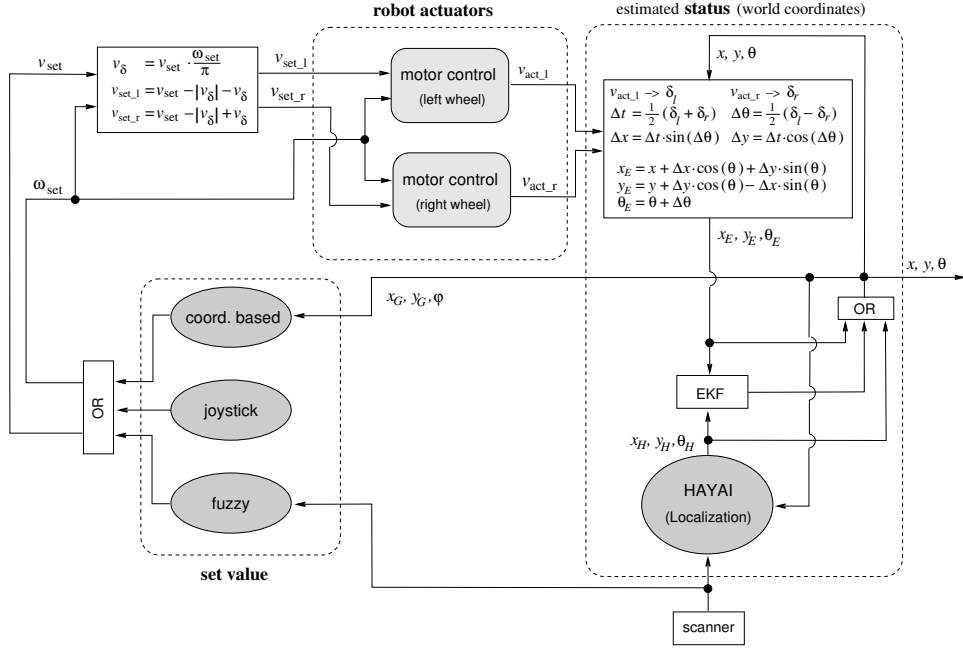 robot actuators
estimated status (world coordinates)
x, y, θ
v_set
v_δ = v_set · ω_set/π
v_set_l = v_set −|v_δ| − v_δ
v_set_r = v_set −|v_δ| + v_δ
v_set_l
v_set_r
motor control
(left wheel)
v_act_l
motor control
(right wheel)
v_act_r
v_act_l -> δ_l v_act_r -> δ_r
Δt = 1/2 (δ_l + δ_r) Δθ = 1/2 (δ_l − δ_r)
Δx = Δt·sin(Δθ) Δy = Δt·cos(Δθ)
x_E = x + Δx·cos(θ) + Δy·sin(θ)
y_E = y + Δy·cos(θ) − Δx·sin(θ)
θ_E = θ + Δθ
ω_set
x_E, y_E, θ_E
x, y, θ
x_G, y_G, φ
OR
coord. based
OR
joystick
EKF
x_H, y_H, θ_H
fuzzy
HAYAI
(Localization)
set value
scanner